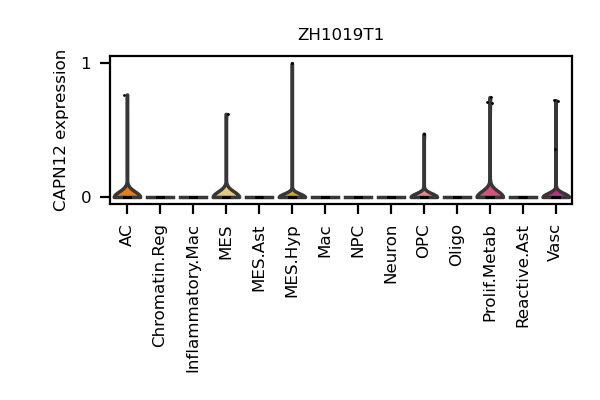 ZH1019T1
CAPN12 expression
1
0
AC
Chromatin.Reg
Inflammatory.Mac
MES
MES.Ast
MES.Hyp
Mac
NPC
Neuron
OPC
Oligo
Prolif.Metab
Reactive.Ast
Vasc